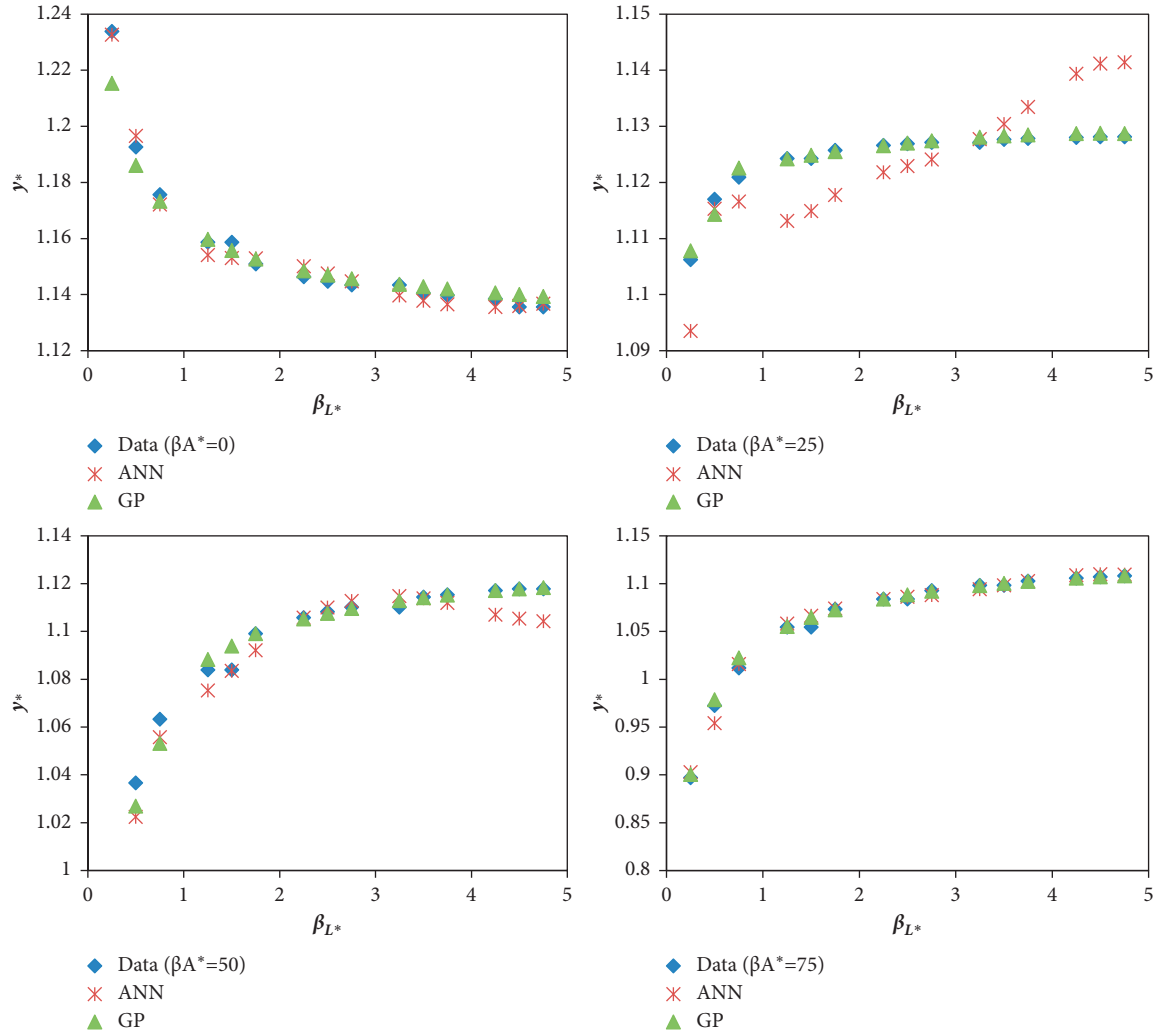 1.24
1.22
1.2
1.18
1.16
1.14
1.12
y*
0 1 2 3 4 5
βL*
Data (βA*=0)
ANN
GP
1.15
1.14
1.13
1.12
1.11
1.1
1.09
y*
0 1 2 3 4 5
βL*
Data (βA*=25)
ANN
GP
1.14
1.12
1.1
1.08
1.06
1.04
1.02
1
y*
0 1 2 3 4 5
βL*
Data (βA*=50)
ANN
GP
1.15
1.1
1.05
1
0.95
0.9
0.85
0.8
y*
0 1 2 3 4 5
βL*
Data (βA*=75)
ANN
GP